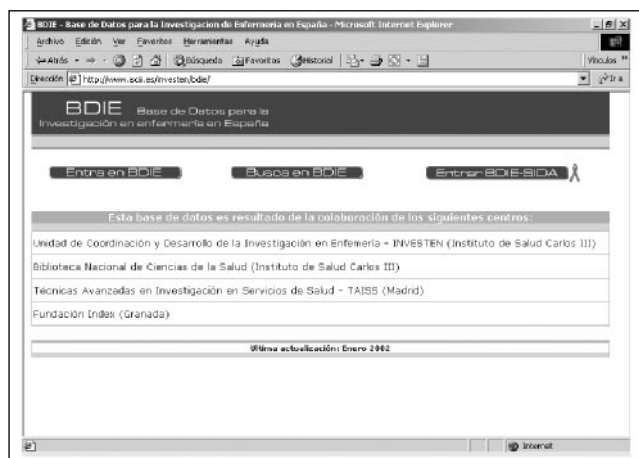 BDIE - Base de Datos para la Investigacion de Enfermeria en España - Microsoft Internet Explorer
Archivo Edición Ver Favoritos Herramientas Ayuda
Atrás Búsqueda Favoritos Historial Vínculos
Dirección http://www.isciii.es/investen/bdie/ Ir a
BDIE Base de Datos para la
Investigación en enfermería en España
Entra en BDIE Busca en BDIE Entrar BDIE-SIDA
Esta base de datos es resultado de la colaboración de los siguientes centros:
Unidad de Coordinación y Desarrollo de la Investigación en Enfemería - INVESTEN (Instituto de Salud Carlos III)
Biblioteca Nacional de Ciencias de la Salud (Instituto de Salud Carlos III)
Técnicas Avanzadas en Investigación en Servicios de Salud - TAISS (Madrid)
Fundación Index (Granada)
Ultima actualización: Enero 2002
Internet